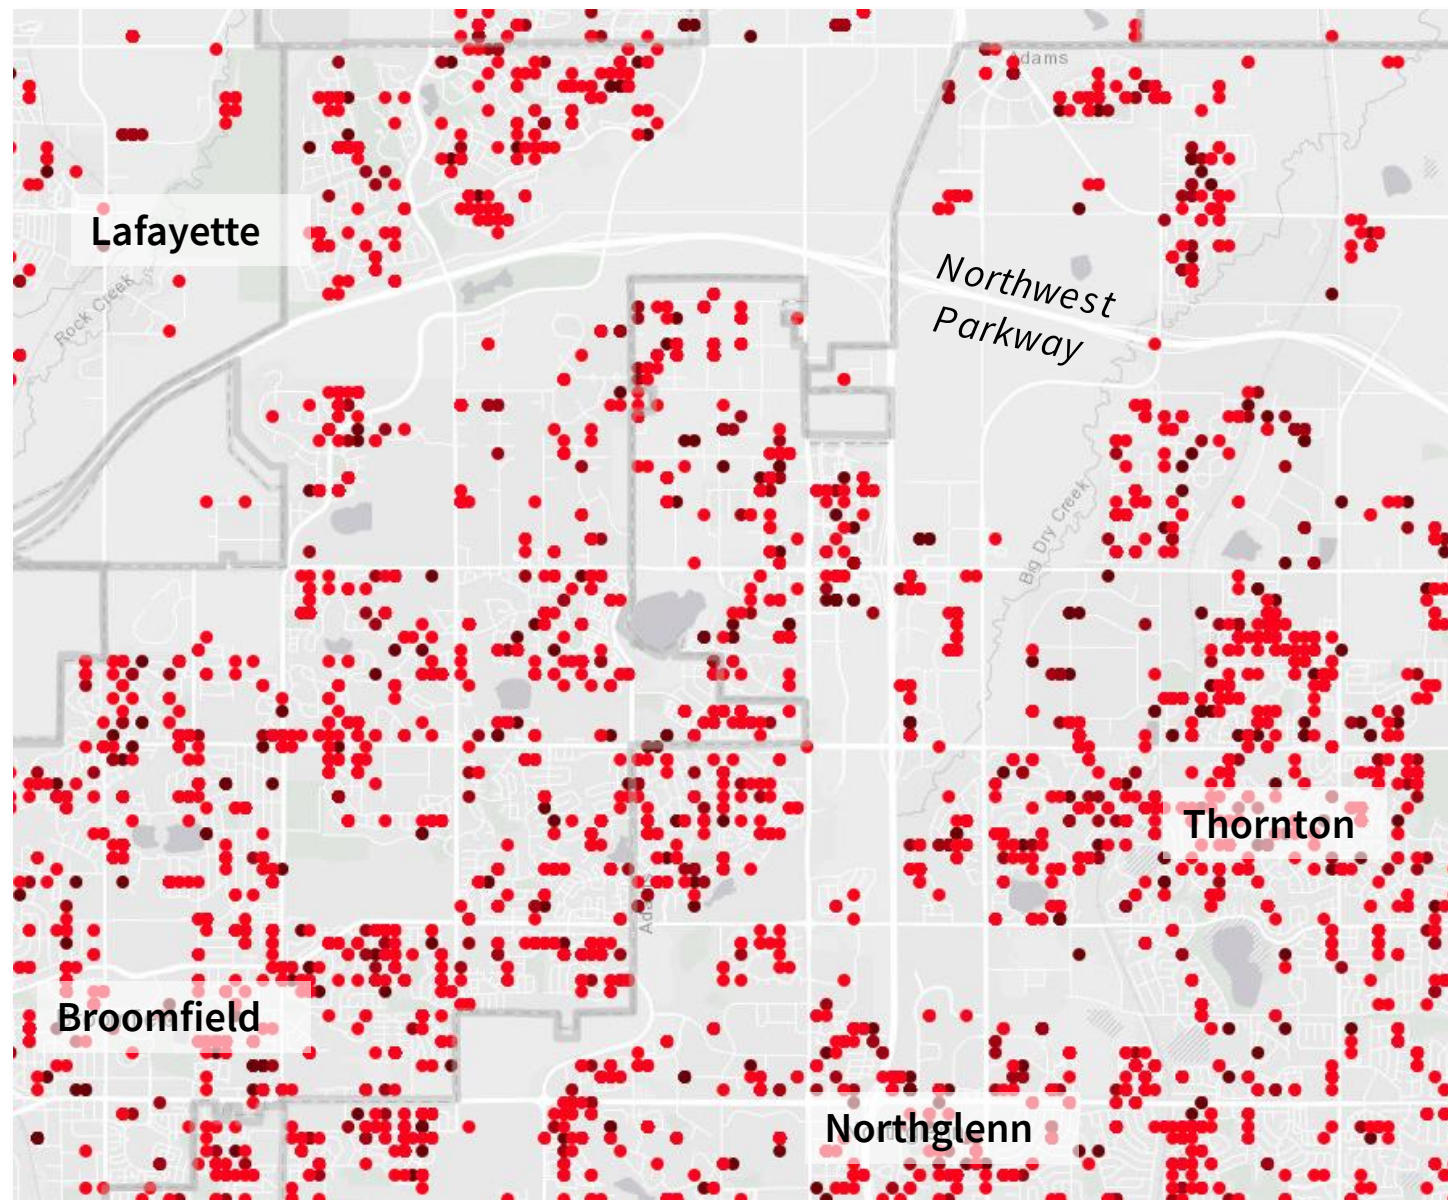 Adams
Lafayette
Northwest
Parkway
Rock Creek
Big Dry Creek
Thornton
Broomfield
Northglenn